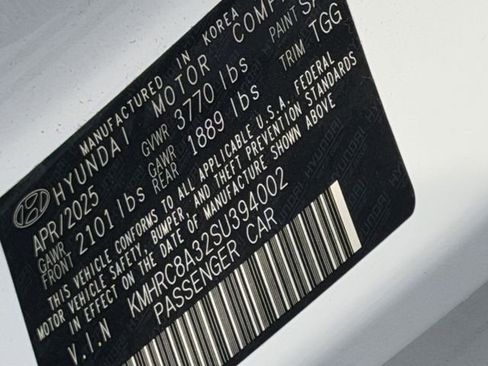 MANUFACTURED IN KOREA
HYUNDAI MOTOR COMP
APR/2025 GVWR 3770 lbs PAINT
GAWR FRONT 2101 lbs GAWR REAR 1889 lbs TRIM TGG
THIS VEHICLE CONFORMS TO ALL APPLICABLE U.S.A. FEDERAL
MOTOR VEHICLE SAFETY, BUMPER, AND THEFT PREVENTION STANDARDS
IN EFFECT ON THE DATE OF MANUFACTURE SHOWN ABOVE.
V.I.N KMHRC8A32SU394002
PASSENGER CAR